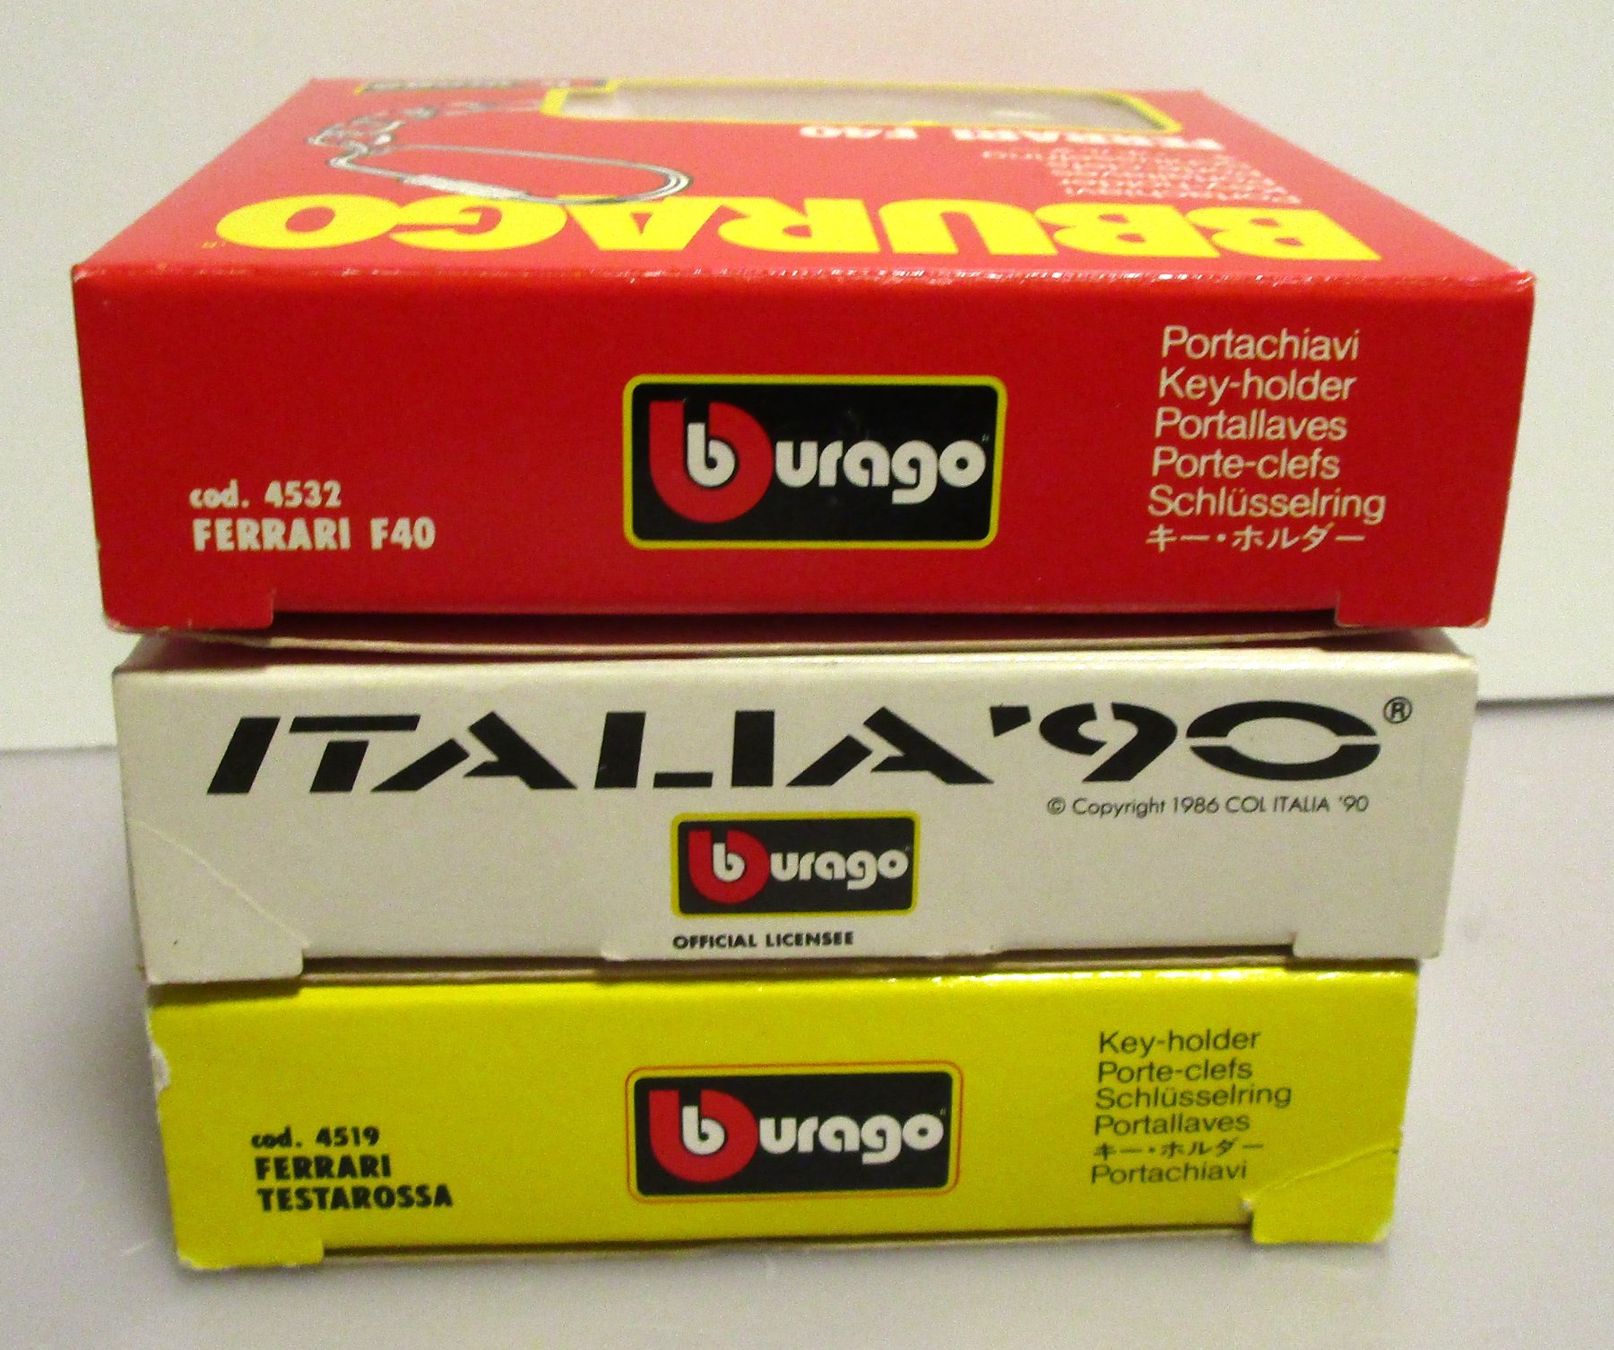 FERRARI F40
BBURAGO
Portachiavi
Key-holder
Portallaves
Porte-clefs
Schlüsselring
キー・ホルダー
burago
cod. 4532
FERRARI F40
ITALIA '90®
© Copyright 1986 COL ITALIA '90
burago
OFFICIAL LICENSEE
cod. 4519
FERRARI
TESTAROSSA
burago
Key-holder
Porte-clefs
Schlüsselring
Portallaves
キー・ホルダー
Portachiavi